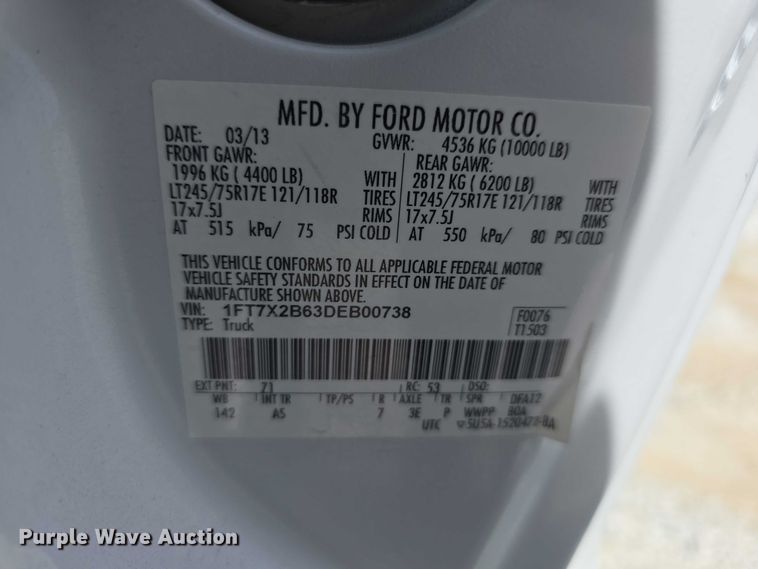 MFD. BY FORD MOTOR CO.
DATE: 03/13 GVWR: 4536 KG (10000 LB)
FRONT GAWR: REAR GAWR:
1996 KG ( 4400 LB) WITH 2812 KG ( 6200 LB) WITH
LT245/75R17E 121/118R TIRES LT245/75R17E 121/118R TIRES
17x7.5J RIMS 17x7.5J RIMS
AT 515 kPa/ 75 PSI COLD AT 550 kPa/ 80 PSI COLD
THIS VEHICLE CONFORMS TO ALL APPLICABLE FEDERAL MOTOR
VEHICLE SAFETY STANDARDS IN EFFECT ON THE DATE OF
MANUFACTURE SHOWN ABOVE.
VIN: 1FT7X2B63DEB00738 F0076
TYPE: Truck T1503
EXT PNT: 71 RC: 53 DSO:
WB INT TR TP/PS R AXLE TR SPR DFA12
142 A5 7 3E P WWPP BOA
UTC
Purple Wave Auction